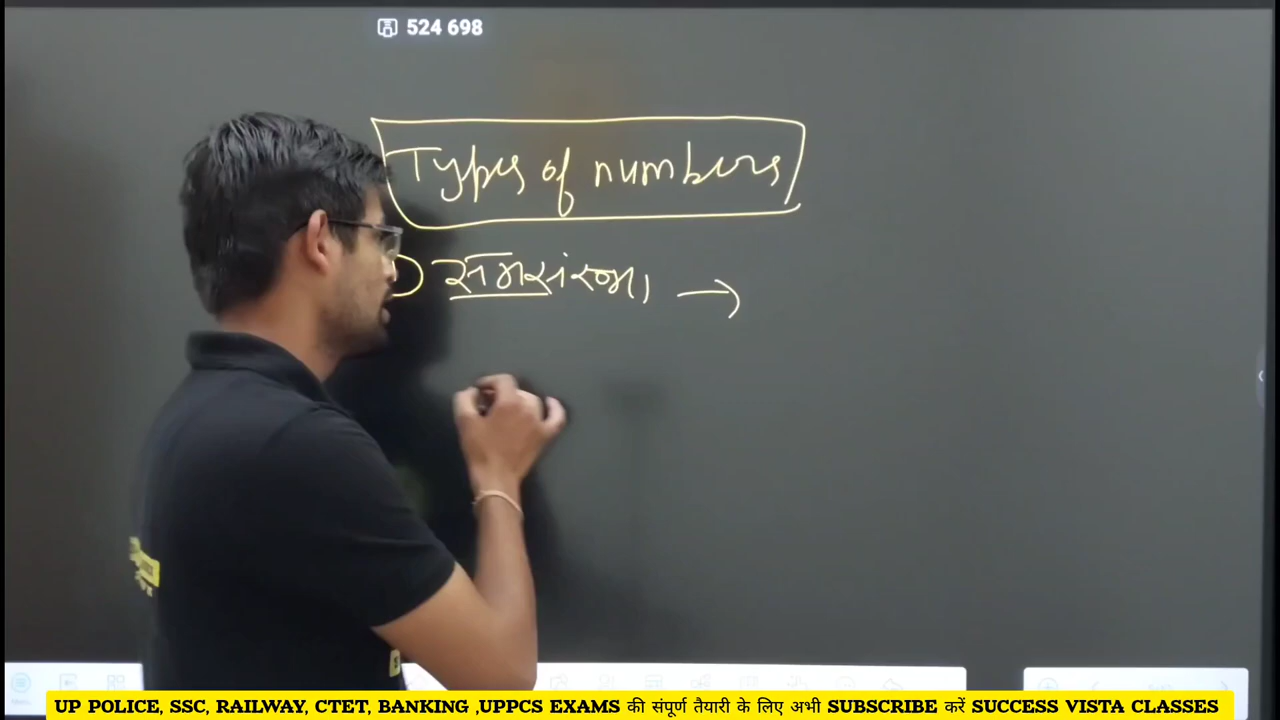 524 698
Types of numbers
समसंख्या →
UP POLICE, SSC, RAILWAY, CTET, BANKING ,UPPCS EXAMS की संपूर्ण तैयारी के लिए अभी SUBSCRIBE करें SUCCESS VISTA CLASSES